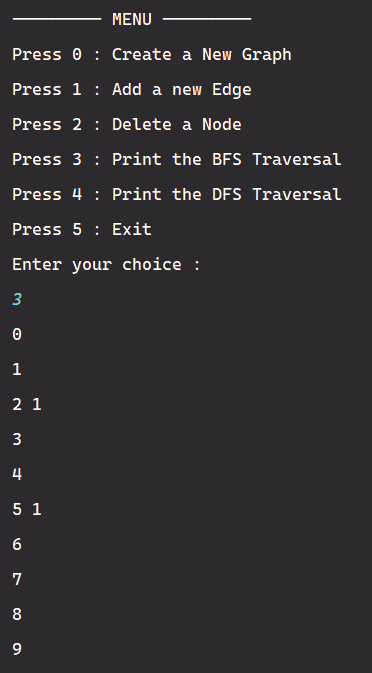 ────────── MENU ──────────
Press 0 : Create a New Graph
Press 1 : Add a new Edge
Press 2 : Delete a Node
Press 3 : Print the BFS Traversal
Press 4 : Print the DFS Traversal
Press 5 : Exit
Enter your choice :
3
0
1
2 1
3
4
5 1
6
7
8
9